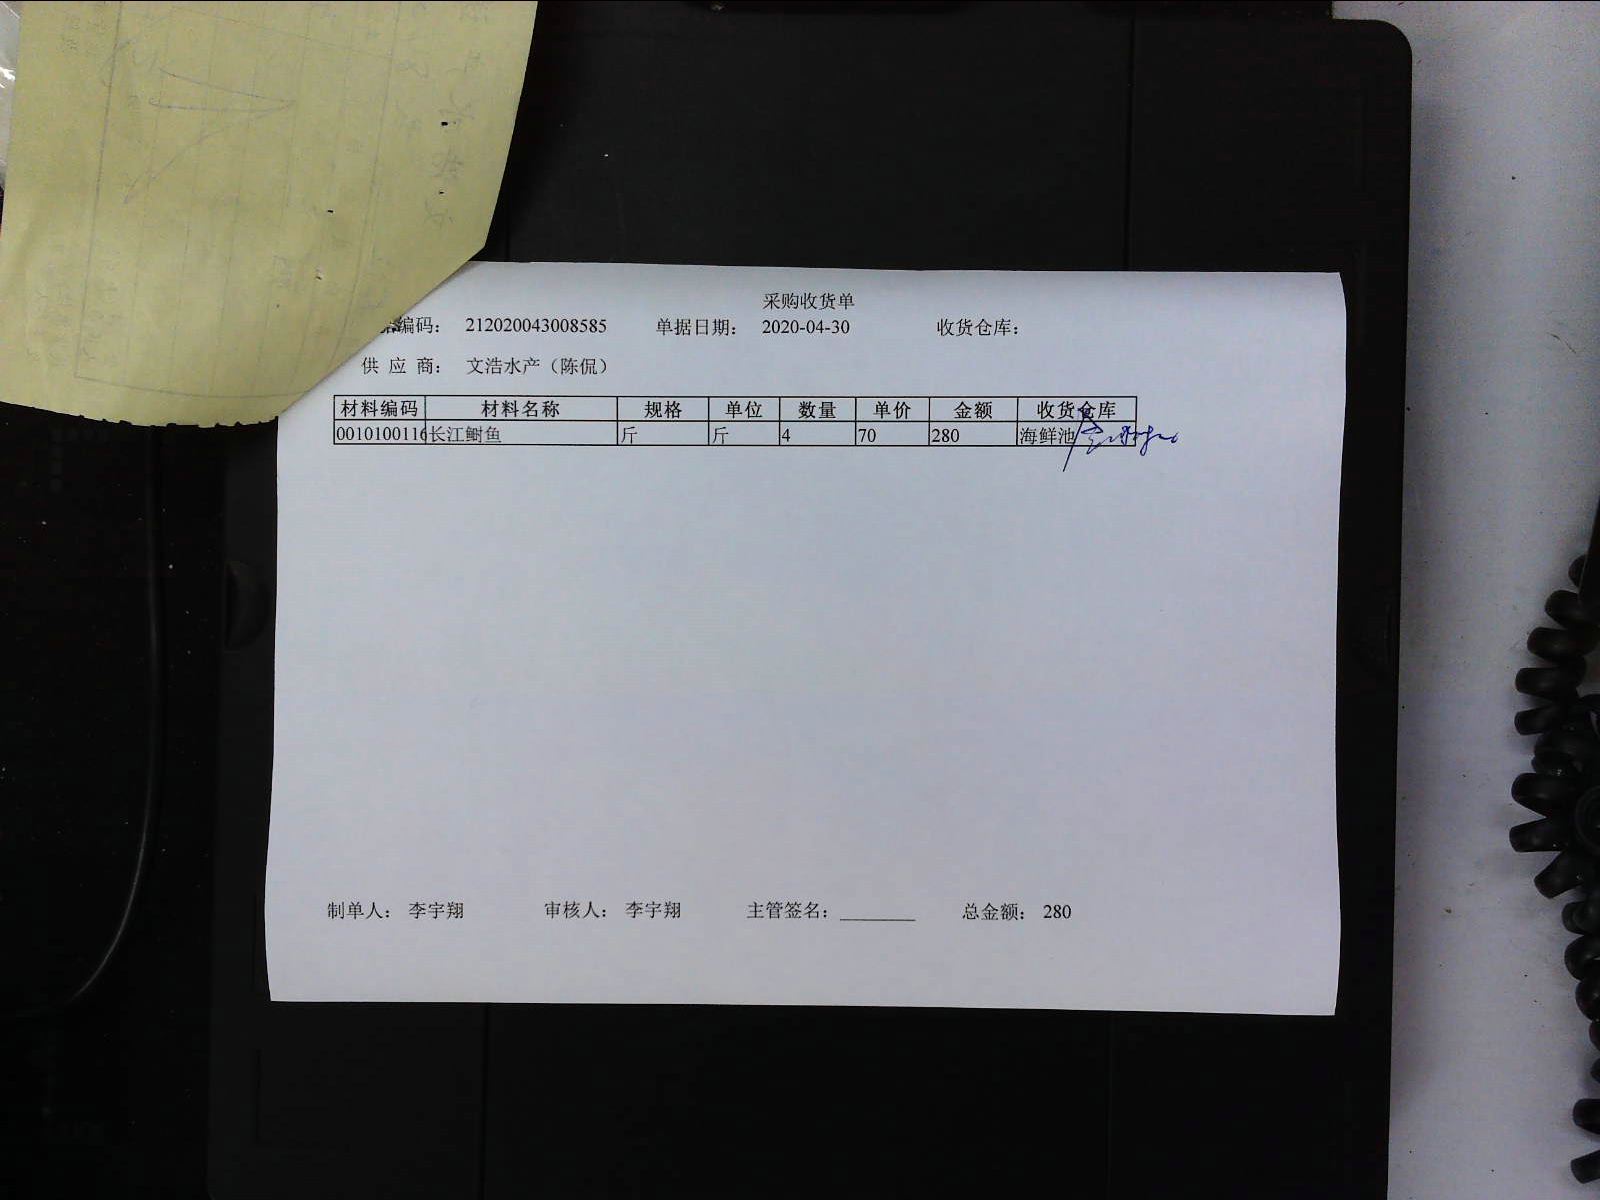 采购收货单
编码： 212020043008585 单据日期： 2020-04-30 收货仓库：
供 应 商： 文浩水产（陈侃）
材料编码 材料名称 规格 单位 数量 单价 金额 收货仓库
0010100116 长江鲥鱼 斤 斤 4 70 280 海鲜池
制单人： 李宇翔 审核人： 李宇翔 主管签名： 总金额： 280